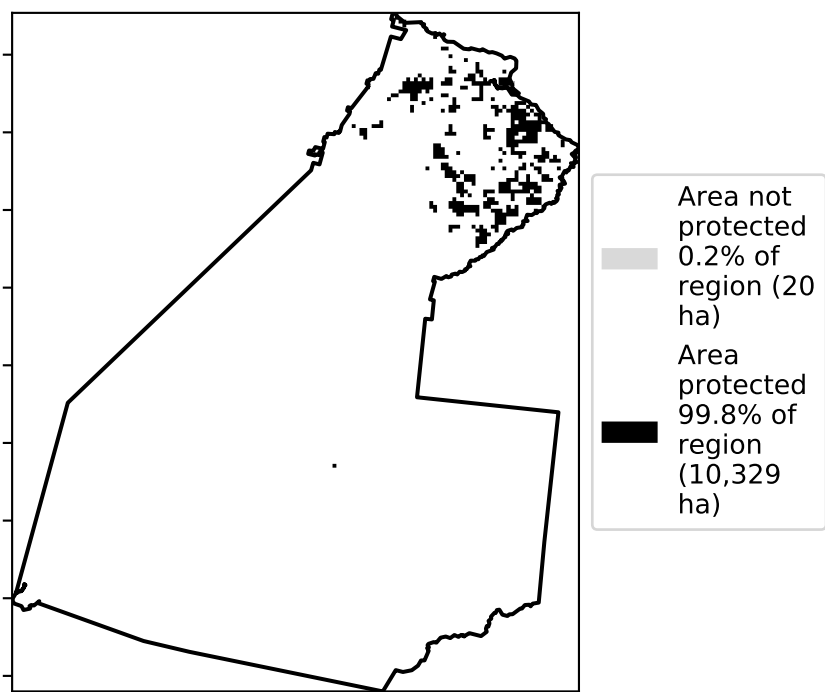 Area not
protected
0.2% of
region (20
ha)
Area
protected
99.8% of
region
(10,329
ha)